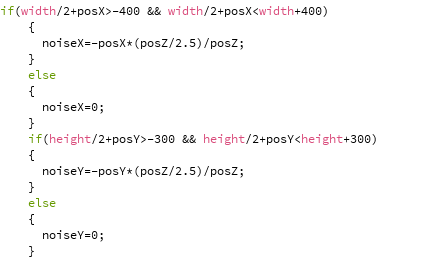 if(width/2+posX>-400 && width/2+posX<width+400)
{
noiseX=-posX*(posZ/2.5)/posZ;
}
else
{
noiseX=0;
}
if(height/2+posY>-300 && height/2+posY<height+300)
{
noiseY=-posY*(posZ/2.5)/posZ;
}
else
{
noiseY=0;
}